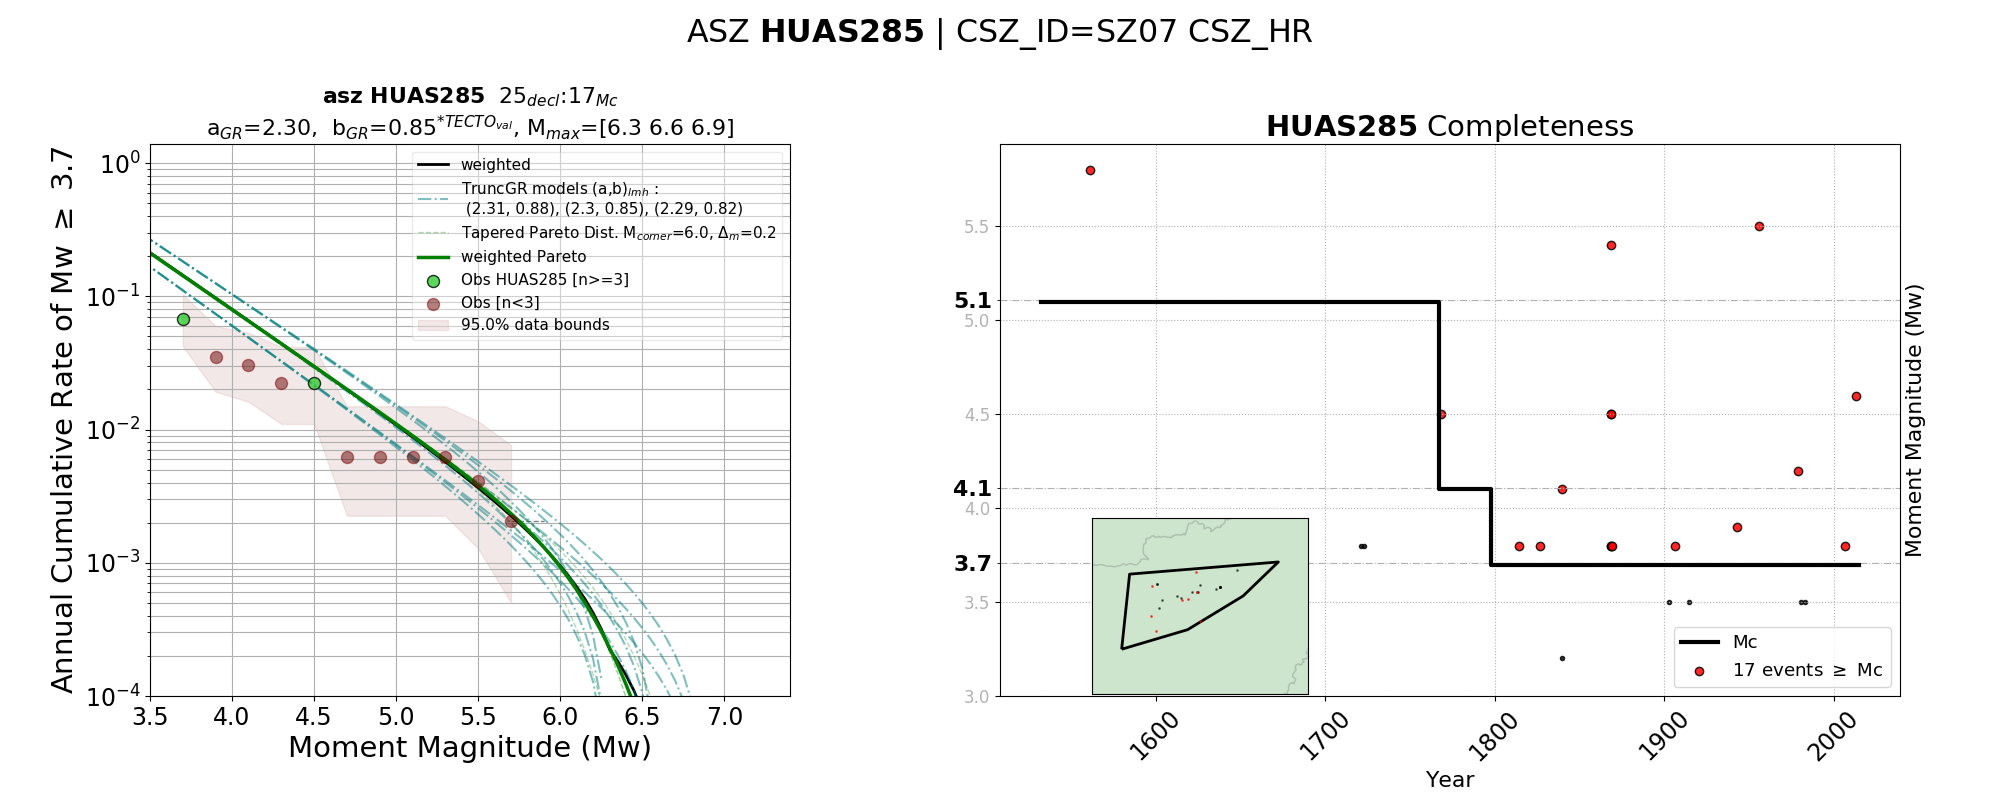 ASZ HUAS285 | CSZ_ID=SZ07 CSZ_HR
asz HUAS285 25decl:17Mc
aGR=2.30, bGR=0.85*TECTOval, Mmax=[6.3 6.6 6.9]
Annual Cumulative Rate of Mw ≥ 3.7
10^0
10^-1
10^-2
10^-3
10^-4
weighted
TruncGR models (a,b)lmh :
(2.31, 0.88), (2.3, 0.85), (2.29, 0.82)
Tapered Pareto Dist. Mcorner=6.0, Δm=0.2
weighted Pareto
Obs HUAS285 [n>=3]
Obs [n<3]
95.0% data bounds
3.5 4.0 4.5 5.0 5.5 6.0 6.5 7.0
Moment Magnitude (Mw)
HUAS285 Completeness
5.5
5.1
5.0
4.5
4.1
4.0
3.7
3.5
3.0
Mc
17 events ≥ Mc
1600 1700 1800 1900 2000
Year
Moment Magnitude (Mw)